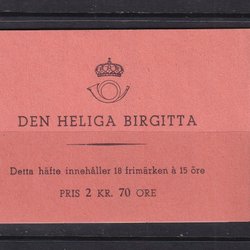 DEN HELIGA BIRGITTA
Detta häfte innehåller 18 frimärken à 15 öre
PRIS 2 KR. 70 ÖRE